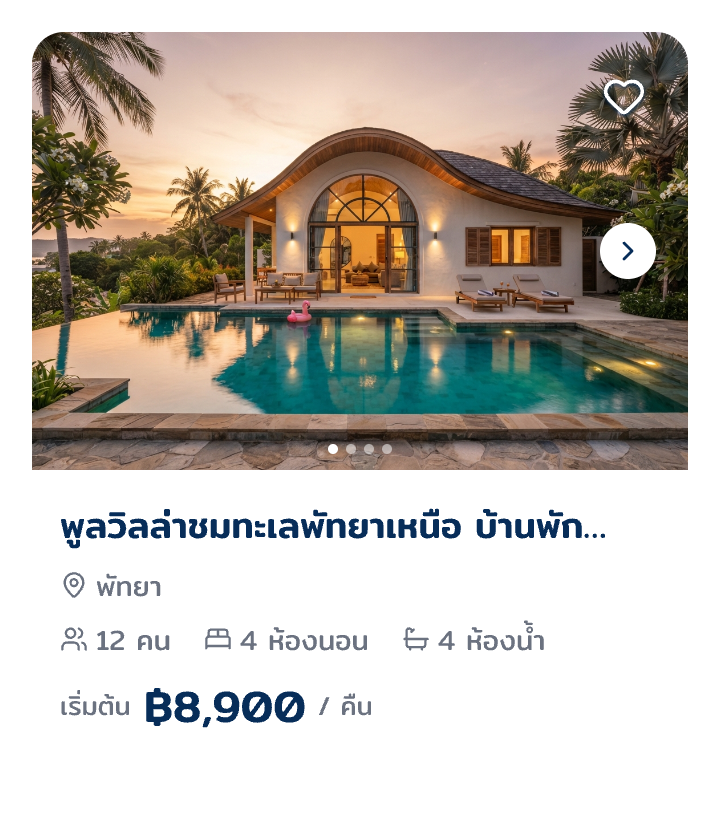 พูลวิลล่าชมทะเลพัทยาเหนือ บ้านพัก...
พัทยา
12 คน 4 ห้องนอน 4 ห้องน้ำ
เริ่มต้น ฿8,900 / คืน